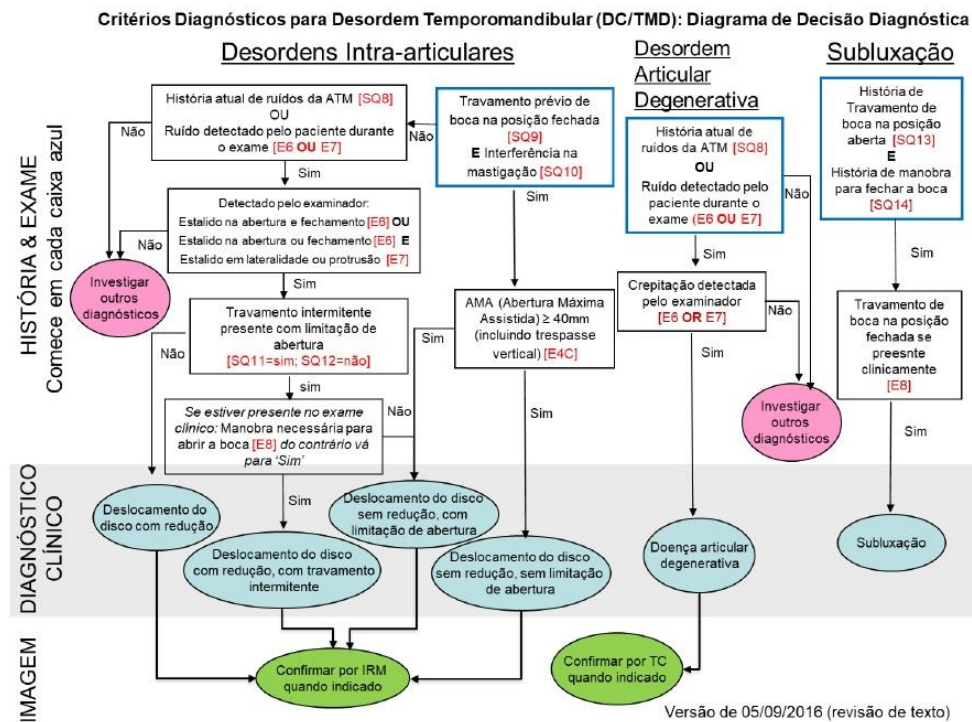 Critérios Diagnósticos para Desordem Temporomandibular (DC/TMD): Diagrama de Decisão Diagnóstica
Desordens Intra-articulares
Desordem
Articular
Degenerativa
Subluxação
HISTÓRIA & EXAME
Comece em cada caixa azul
História atual de ruídos da ATM [SQ8]
OU
Ruído detectado pelo paciente durante
o exame [E6 OU E7]
Não
Não
Sim
Travamento prévio de
boca na posição fechada
[SQ9]
E Interferência na
mastigação [SQ10]
Sim
Detectado pelo examinador:
Estalido na abertura e fechamento [E6] OU
Estalido na abertura ou fechamento [E6] E
Estalido em lateralidade ou protrusão [E7]
Não
Sim
Investigar
outros
diagnósticos
Travamento intermitente
presente com limitação de
abertura
[SQ11=sim; SQ12=não]
Não
sim
AMA (Abertura Máxima
Assistida) ≥ 40mm
(incluindo trespasse
vertical) [E4C]
Sim
Sim
Se estiver presente no exame
clínico: Manobra necessária para
abrir a boca [E8] do contrário vá
para ‘Sim’
Não
Sim
História atual de
ruídos da ATM [SQ8]
OU
Ruído detectado pelo
paciente durante o
exame (E6 OU E7]
Não
Sim
Crepitação detectada
pelo examinador
[E6 OR E7]
Não
Sim
Investigar
outros
diagnósticos
História de
Travamento de
boca na posição
aberta [SQ13]
E
História de manobra
para fechar a boca
[SQ14]
Sim
Travamento de
boca na posição
fechada se
preesnte
clinicamente
[E8]
Sim
DIAGNÓSTICO
CLÍNICO
Deslocamento do
disco com redução
Deslocamento do disco
com redução, com travamento
intermitente
Deslocamento do disco
sem redução, com
limitação de abertura
Deslocamento do disco
sem redução, sem limitação
de abertura
Doença articular
degenerativa
Subluxação
IMAGEM
Confirmar por IRM
quando indicado
Confirmar por TC
quando indicado
Versão de 05/09/2016 (revisão de texto)